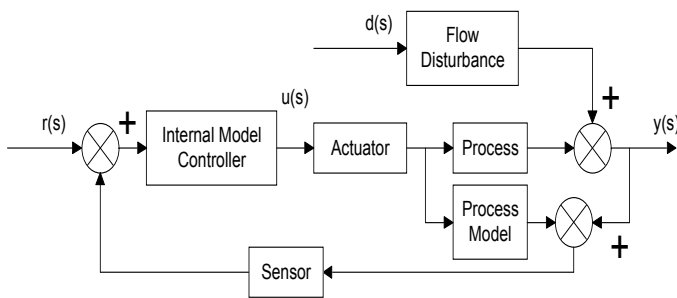 d(s)
Flow
Disturbance
+
r(s)
+
Internal Model
Controller
u(s)
Actuator
Process
y(s)
Process
Model
+
Sensor